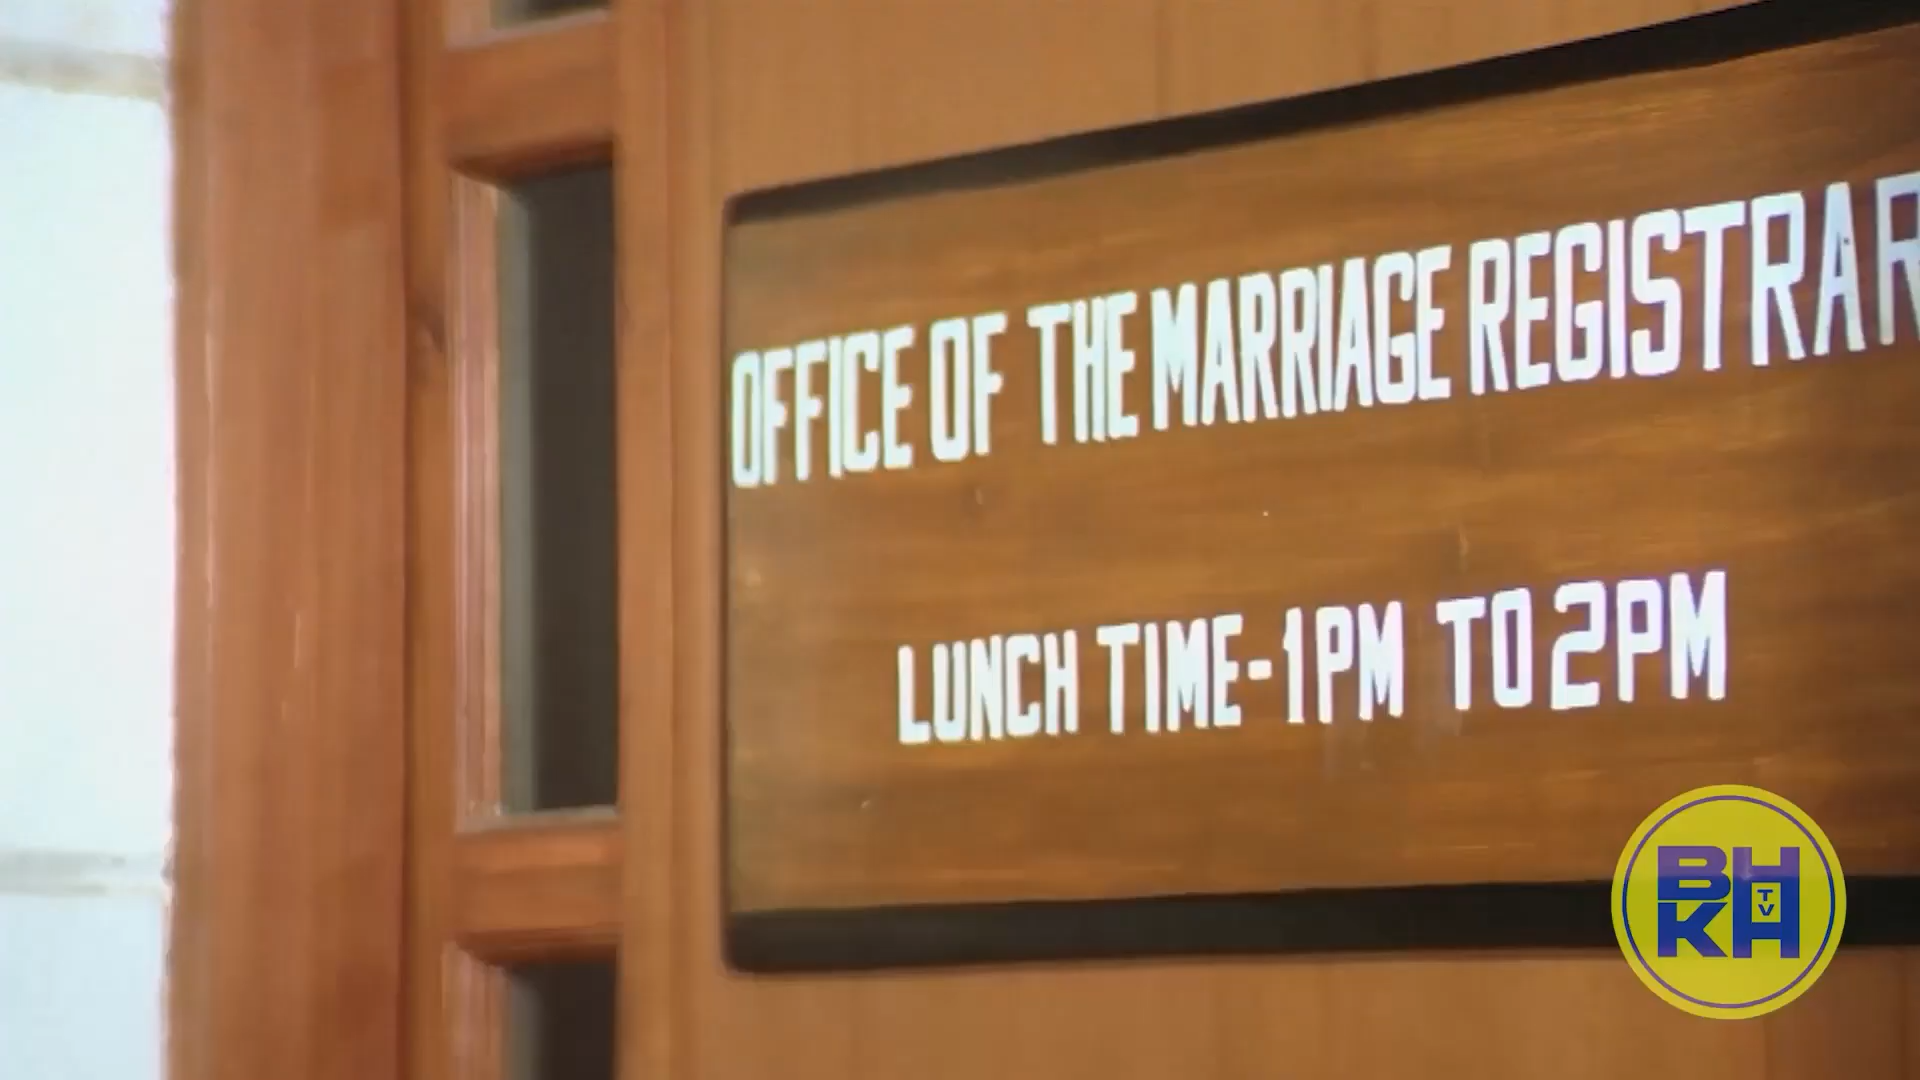 OFFICE OF THE MARRIAGE REGISTRAR
LUNCH TIME-1PM TO 2PM
BH
KH
TV